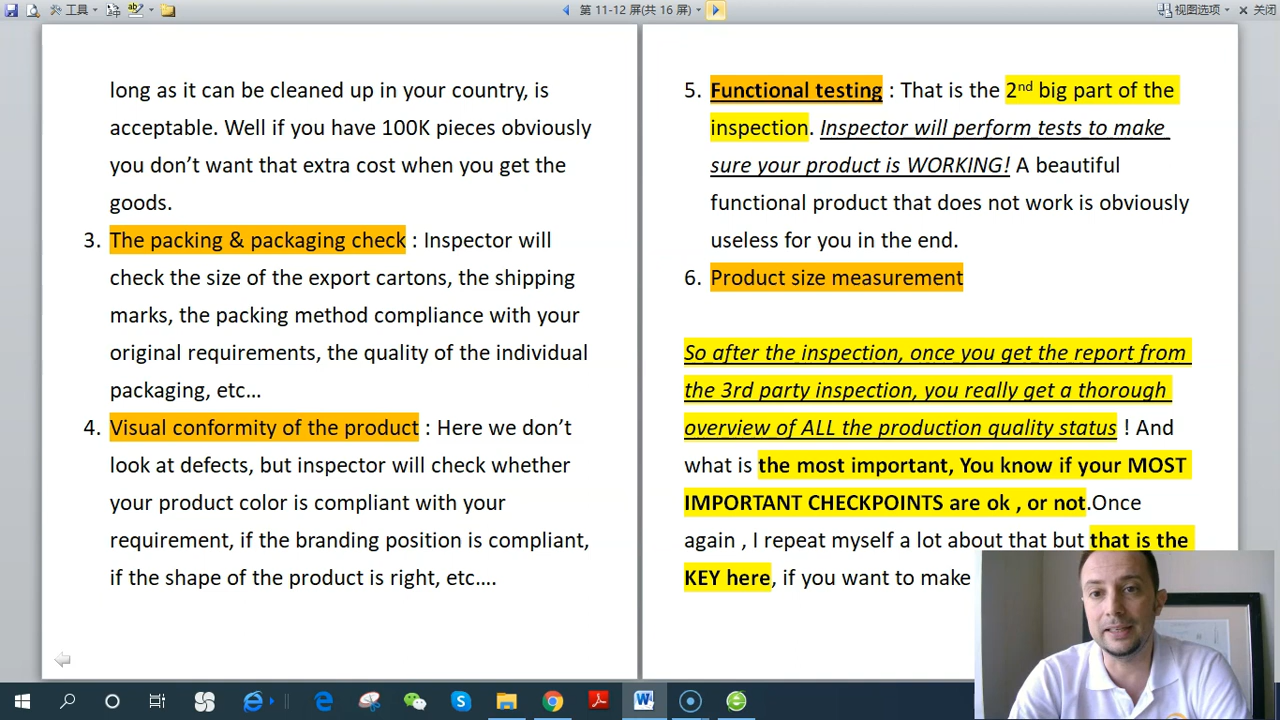 工具
第 11-12 屏(共 16 屏)
视图选项
关闭
long as it can be cleaned up in your country, is
acceptable. Well if you have 100K pieces obviously
you don’t want that extra cost when you get the
goods.
3. The packing & packaging check : Inspector will
check the size of the export cartons, the shipping
marks, the packing method compliance with your
original requirements, the quality of the individual
packaging, etc…
4. Visual conformity of the product : Here we don’t
look at defects, but inspector will check whether
your product color is compliant with your
requirement, if the branding position is compliant,
if the shape of the product is right, etc….
5. Functional testing : That is the 2nd big part of the
inspection. Inspector will perform tests to make
sure your product is WORKING! A beautiful
functional product that does not work is obviously
useless for you in the end.
6. Product size measurement
So after the inspection, once you get the report from
the 3rd party inspection, you really get a thorough
overview of ALL the production quality status ! And
what is the most important, You know if your MOST
IMPORTANT CHECKPOINTS are ok , or not.Once
again , I repeat myself a lot about that but that is the
KEY here, if you want to make